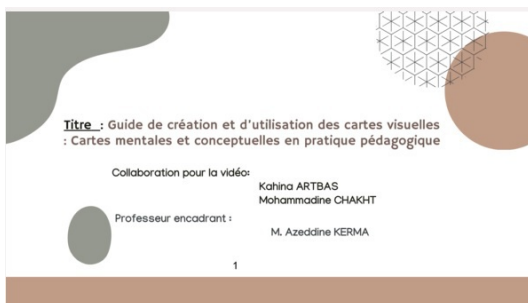 Titre : Guide de création et d'utilisation des cartes visuelles
: Cartes mentales et conceptuelles en pratique pédagogique
Collaboration pour la vidéo:
Kahina ARTBAS
Mohammadine CHAKHT
Professeur encadrant :
M. Azeddine KERMA
1